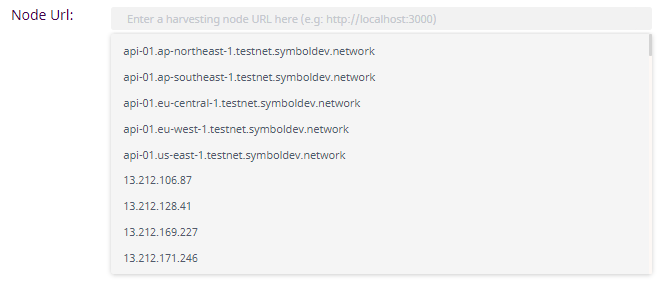 Node Url:
Enter a harvesting node URL here (e.g: http://localhost:3000)
api-01.ap-northeast-1.testnet.symboldev.network
api-01.ap-southeast-1.testnet.symboldev.network
api-01.eu-central-1.testnet.symboldev.network
api-01.eu-west-1.testnet.symboldev.network
api-01.us-east-1.testnet.symboldev.network
13.212.106.87
13.212.128.41
13.212.169.227
13.212.171.246